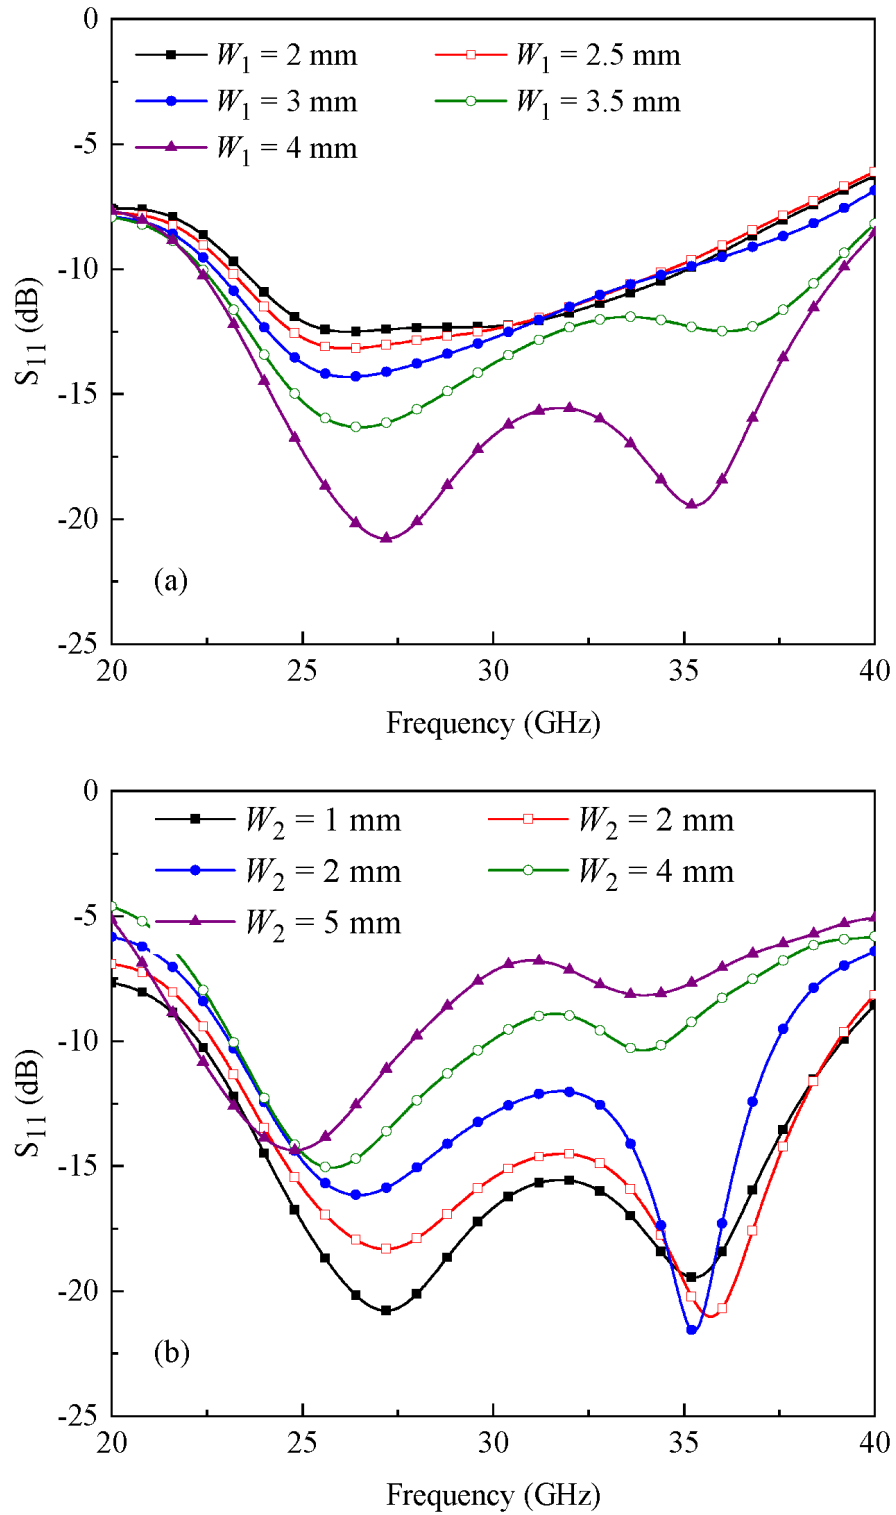 0
W1 = 2 mm W1 = 2.5 mm
W1 = 3 mm W1 = 3.5 mm
W1 = 4 mm
-5
-10
S11 (dB)
-15
-20
(a)
-25
20 25 30 35 40
Frequency (GHz)
0
W2 = 1 mm W2 = 2 mm
W2 = 2 mm W2 = 4 mm
W2 = 5 mm
-5
-10
S11 (dB)
-15
-20
(b)
-25
20 25 30 35 40
Frequency (GHz)